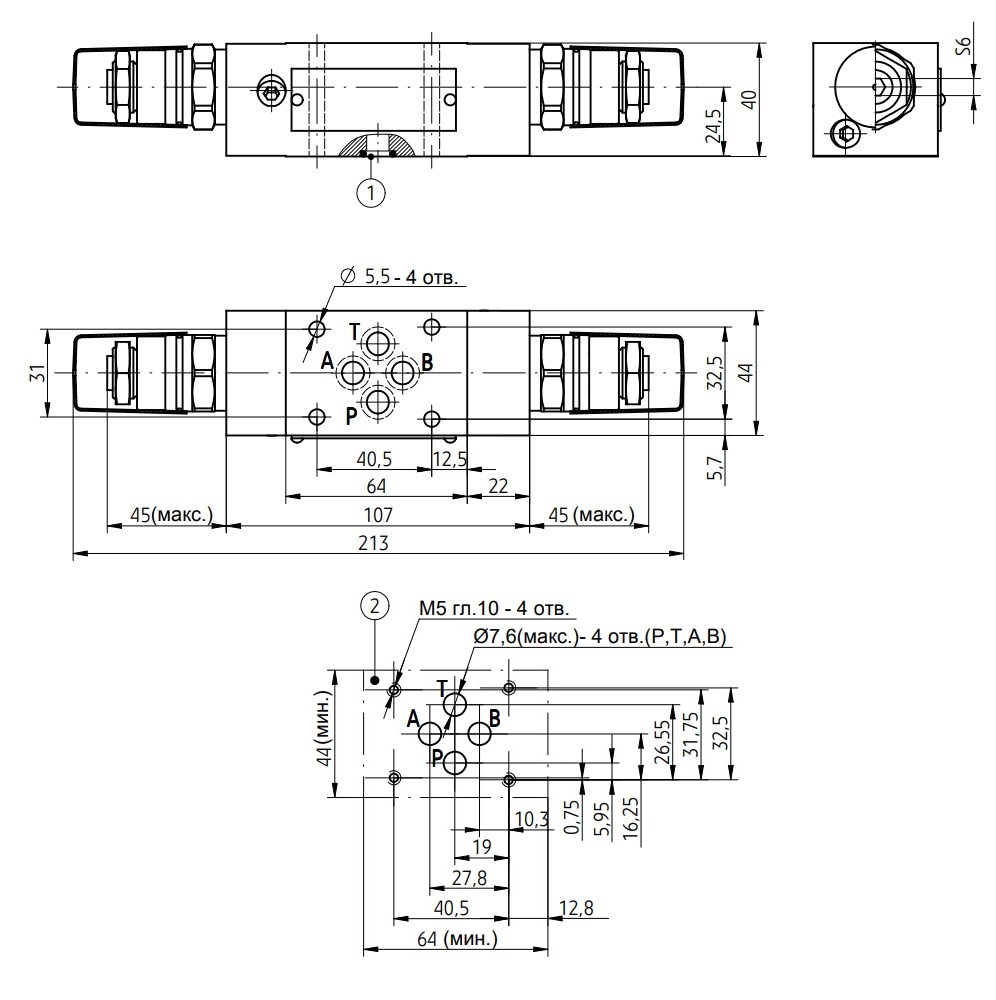 S6
40
24,5
1
Ø 5,5 - 4 отв.
T
A
B
P
31
32,5
44
5,7
40,5
12,5
64
22
45(макс.)
107
45 (макс.)
213
2
M5 гл.10 - 4 отв.
Ø7,6(макс.)- 4 отв.(P,T,A,B)
T
A
B
P
44(мин.)
26,55
31,75
32,5
10,3
0,75
5,95
16,25
19
27,8
40,5
12,8
64 (мин.)